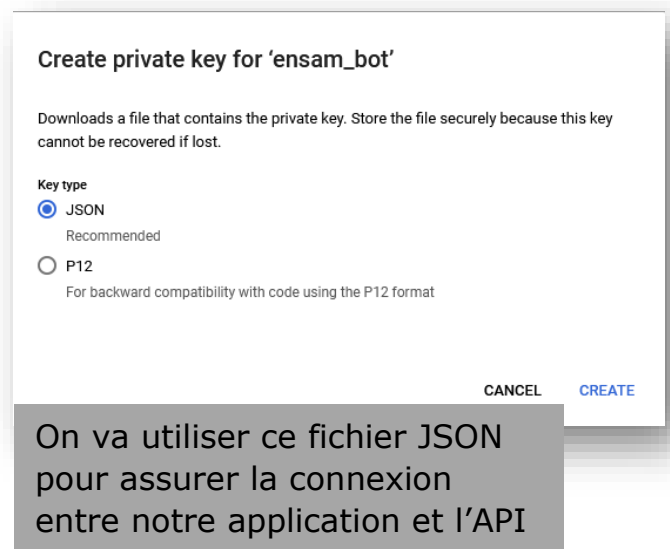 Create private key for ‘ensam_bot’
Downloads a file that contains the private key. Store the file securely because this key
cannot be recovered if lost.
Key type
JSON
Recommended
P12
For backward compatibility with code using the P12 format
CANCEL CREATE
On va utiliser ce fichier JSON
pour assurer la connexion
entre notre application et l’API